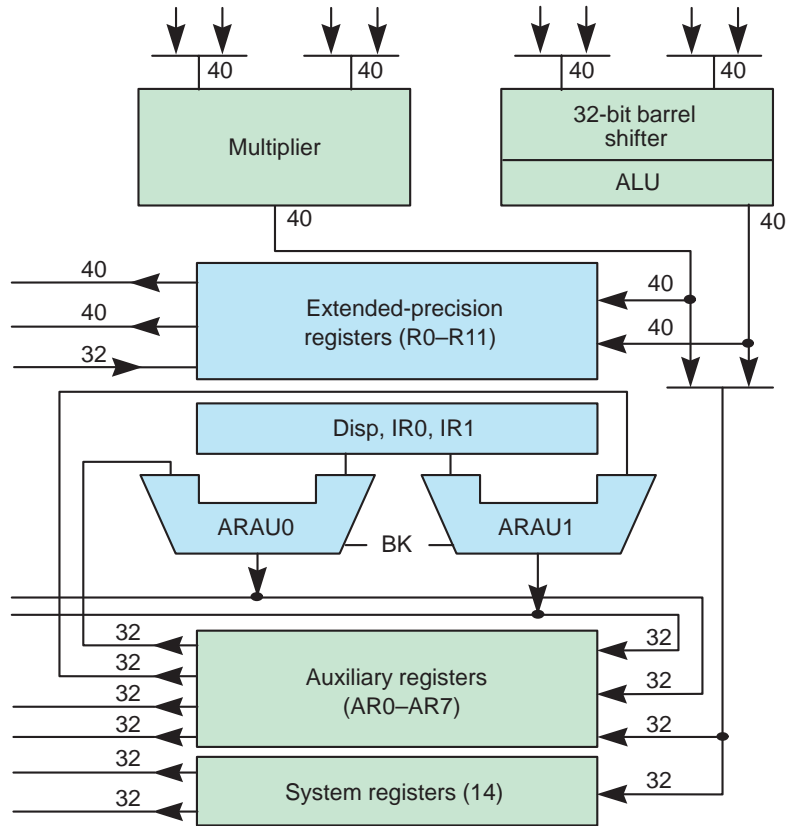 40 40 40 40
Multiplier
32-bit barrel
shifter
ALU
40 40
40 40
40 40
32
Extended-precision
registers (R0–R11)
Disp, IR0, IR1
ARAU0 BK ARAU1
32 32
32 32
32
32 32
Auxiliary registers
(AR0–AR7)
32 32
32
System registers (14)